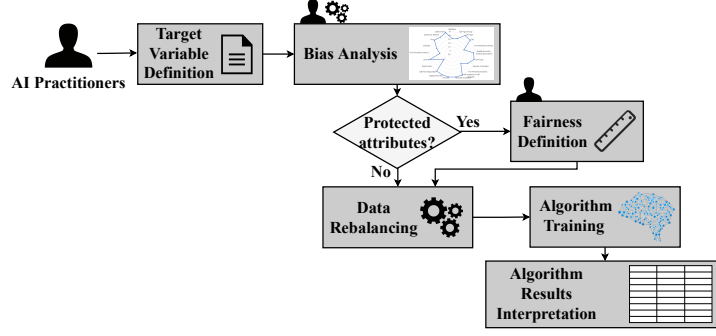 AI Practitioners
Target
Variable
Definition
Bias Analysis
Protected
attributes?
Yes
No
Fairness
Definition
Data
Rebalancing
Algorithm
Training
Algorithm
Results
Interpretation